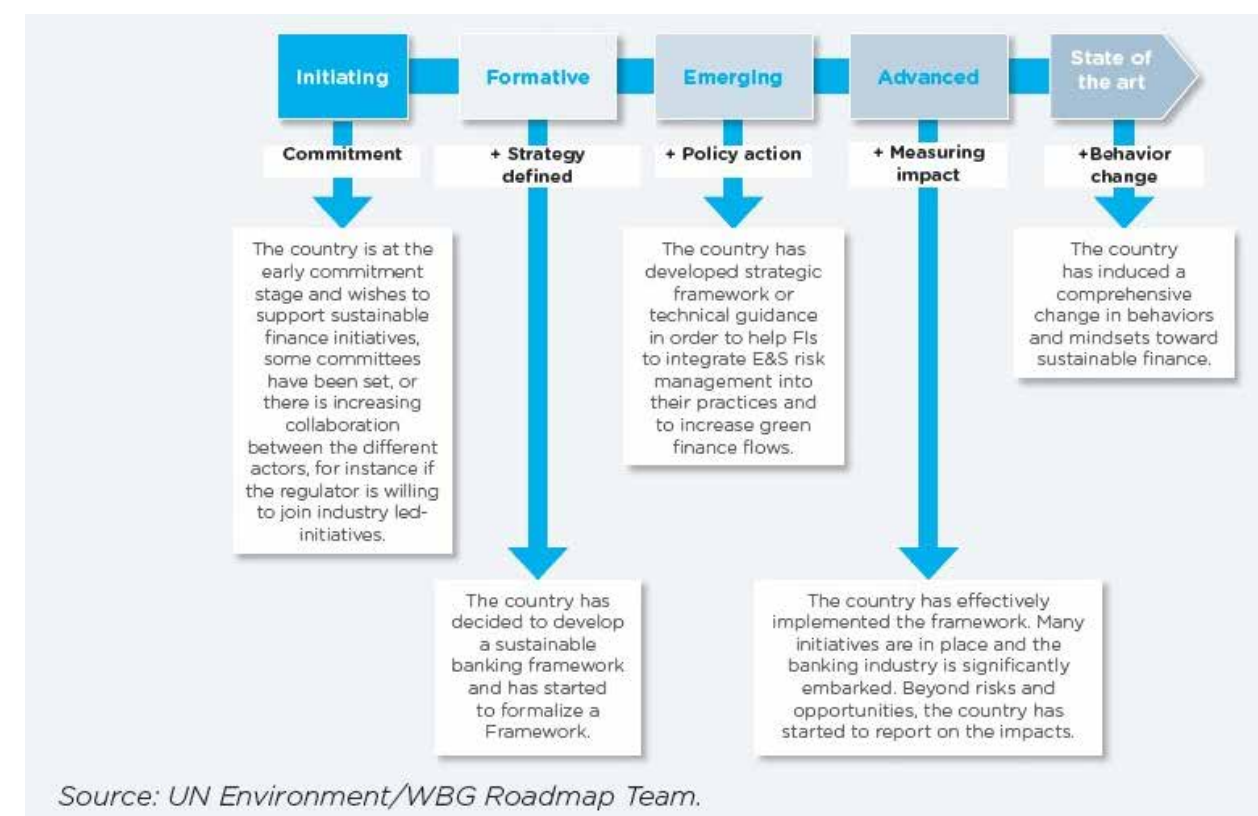 Initiating
Formative
Emerging
Advanced
State of
the art
Commitment
+ Strategy
defined
+ Policy action
+ Measuring
impact
+Behavior
change
The country is at the
early commitment
stage and wishes to
support sustainable
finance initiatives,
some committees
have been set, or
there is increasing
collaboration
between the different
actors, for instance if
the regulator is willing
to join industry led-
initiatives.
The country has
developed strategic
framework or
technical guidance
in order to help FIs
to integrate E&S risk
management into
their practices and
to increase green
finance flows.
The country
has induced a
comprehensive
change in behaviors
and mindsets toward
sustainable finance.
The country has
decided to develop
a sustainable
banking framework
and has started
to formalize a
Framework.
The country has effectively
implemented the framework. Many
initiatives are in place and the
banking industry is significantly
embarked. Beyond risks and
opportunities, the country has
started to report on the impacts.
Source: UN Environment/WBG Roadmap Team.